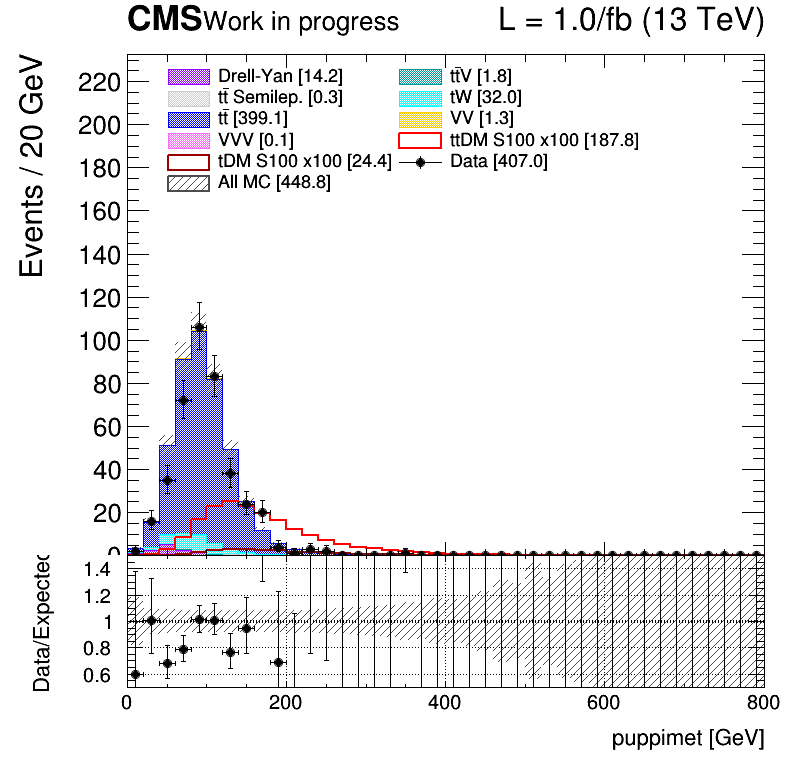 CMS Work in progress L = 1.0/fb (13 TeV)
Events / 20 GeV
220
200
180
160
140
120
100
80
60
40
20
0
Drell-Yan [14.2]
tt̄ Semilep. [0.3]
tt̄ [399.1]
VVV [0.1]
tDM S100 x100 [24.4]
All MC [448.8]
tt̄V [1.8]
tW [32.0]
VV [1.3]
ttDM S100 x100 [187.8]
Data [407.0]
Data/Expected
1.4
1.2
1
0.8
0.6
0 200 400 600 800
puppimet [GeV]